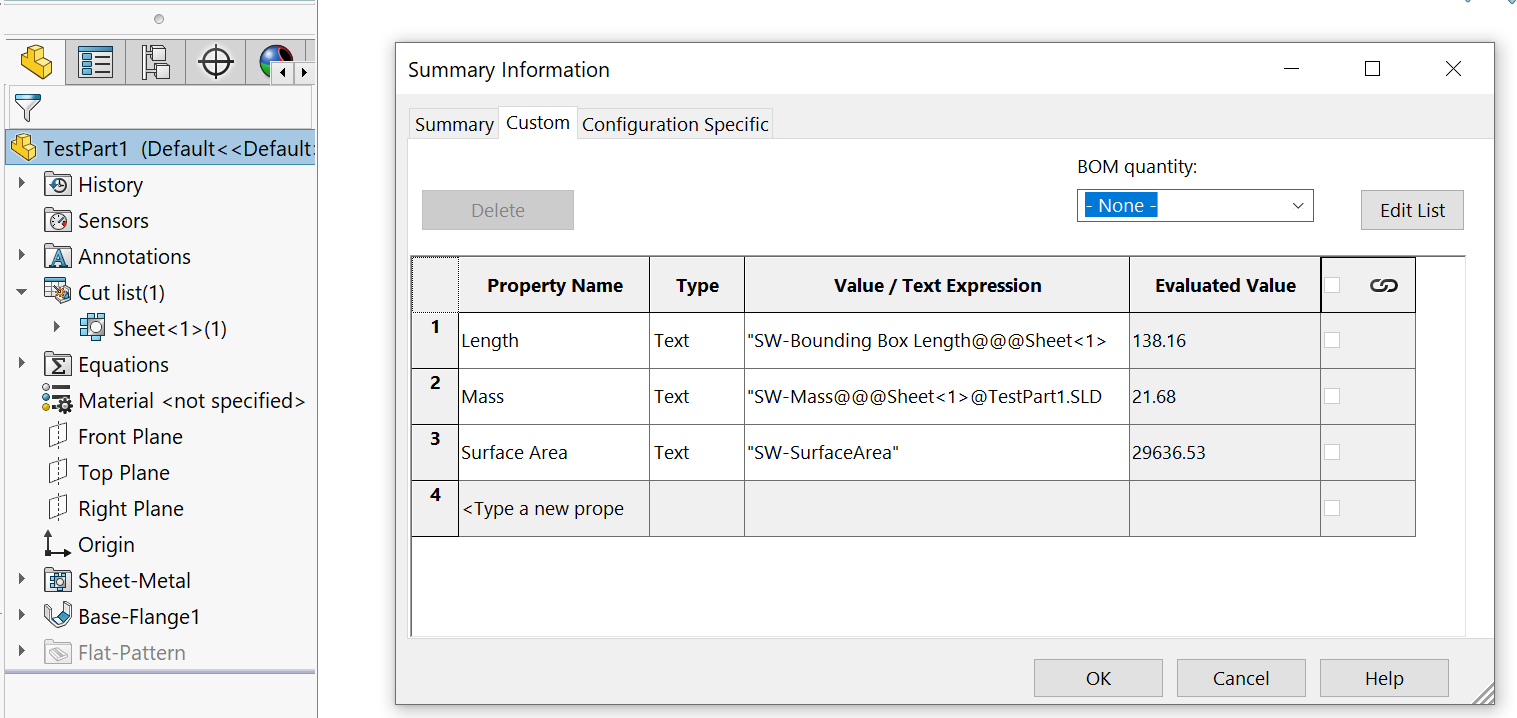 TestPart1 (Default<<Default
History
Sensors
Annotations
Cut list(1)
Sheet<1>(1)
Equations
Material <not specified>
Front Plane
Top Plane
Right Plane
Origin
Sheet-Metal
Base-Flange1
Flat-Pattern
Summary Information
Summary Custom Configuration Specific
BOM quantity:
Delete - None - Edit List
Property Name Type Value / Text Expression Evaluated Value
1 Length Text "SW-Bounding Box Length@@@Sheet<1> 138.16
2 Mass Text "SW-Mass@@@Sheet<1>@TestPart1.SLD 21.68
3 Surface Area Text "SW-SurfaceArea" 29636.53
4 <Type a new prope
OK Cancel Help